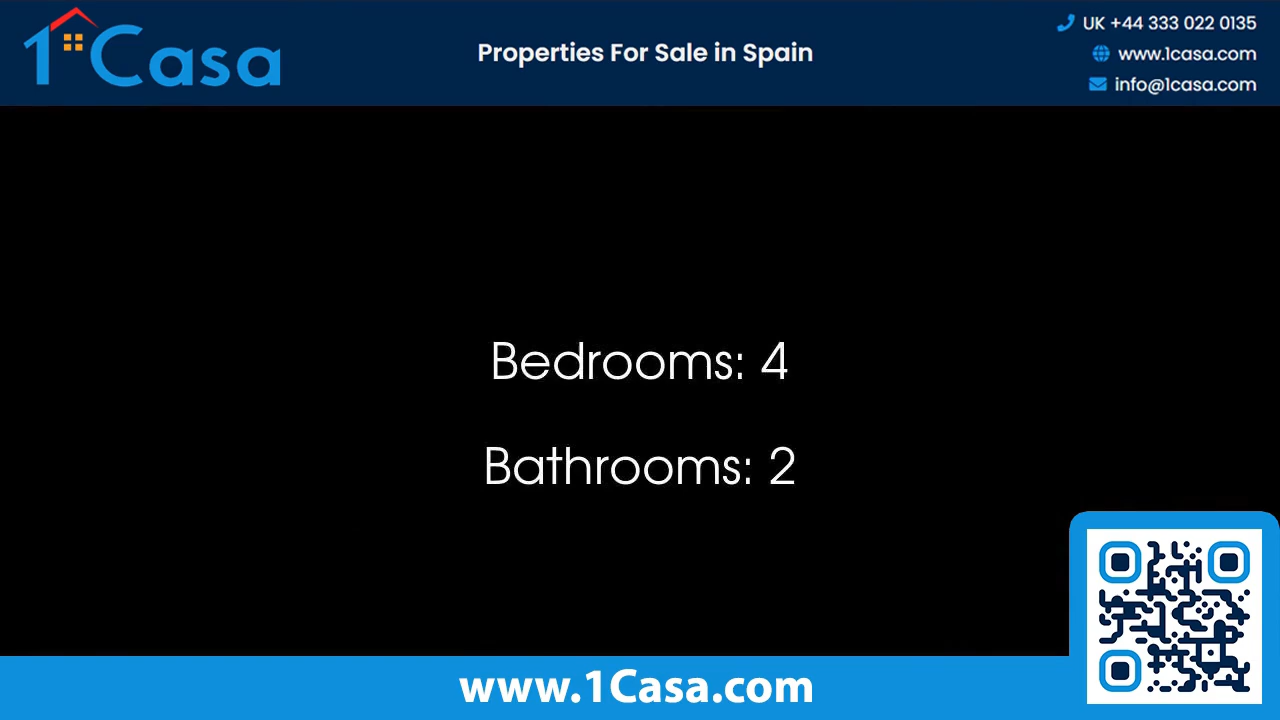 1Casa
Properties For Sale in Spain
UK +44 333 022 0135
www.1casa.com
info@1casa.com
Bedrooms: 4
Bathrooms: 2
www.1Casa.com